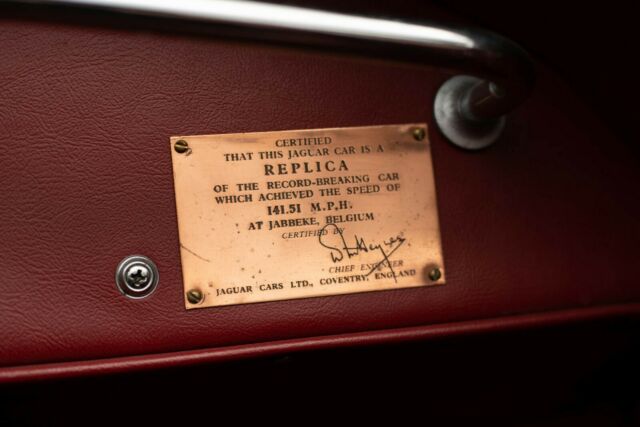 CERTIFIED
THAT THIS JAGUAR CAR IS A
REPLICA
OF THE RECORD-BREAKING CAR
WHICH ACHIEVED THE SPEED OF
141.51 M.P.H.
AT JABBEKE, BELGIUM
CERTIFIED BY
W M Heynes
CHIEF ENGINEER
JAGUAR CARS LTD., COVENTRY, ENGLAND